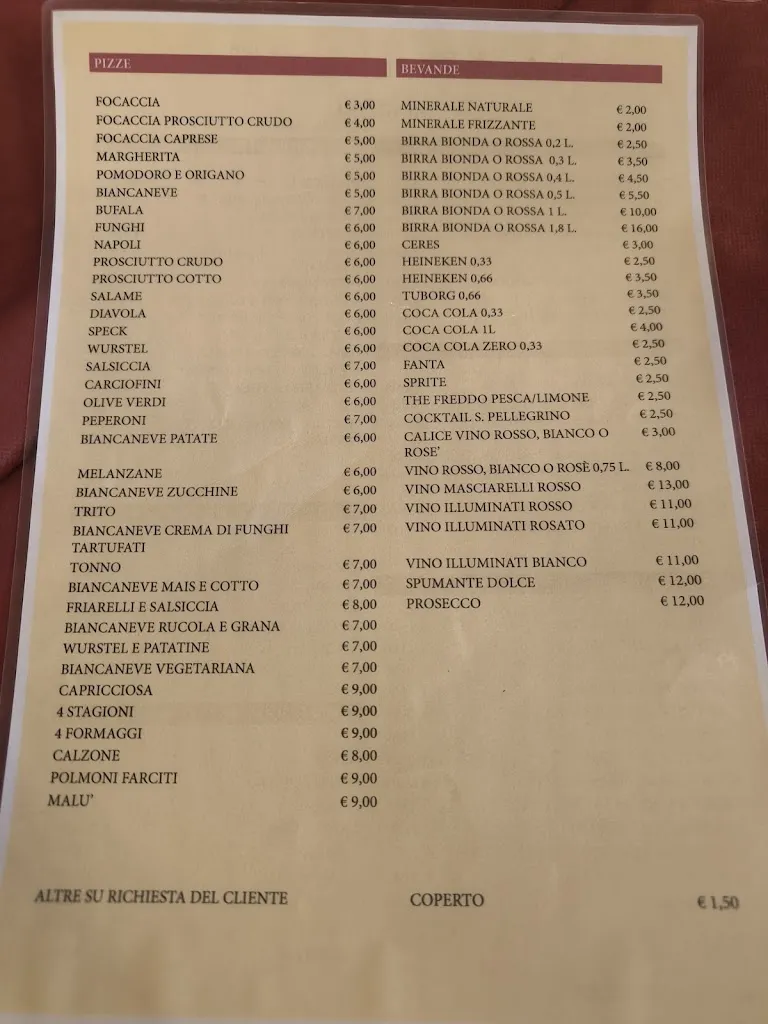 PIZZE
FOCACCIA € 3,00
FOCACCIA PROSCIUTTO CRUDO € 4,00
FOCACCIA CAPRESE € 5,00
MARGHERITA € 5,00
POMODORO E ORIGANO € 5,00
BIANCANEVE € 5,00
BUFALA € 7,00
FUNGHI € 6,00
NAPOLI € 6,00
PROSCIUTTO CRUDO € 6,00
PROSCIUTTO COTTO € 6,00
SALAME € 6,00
DIAVOLA € 6,00
SPECK € 6,00
WURSTEL € 6,00
SALSICCIA € 7,00
CARCIOFINI € 6,00
OLIVE VERDI € 6,00
PEPERONI € 7,00
BIANCANEVE PATATE € 6,00
MELANZANE € 6,00
BIANCANEVE ZUCCHINE € 6,00
TRITO € 7,00
BIANCANEVE CREMA DI FUNGHI € 7,00
TARTUFATI
TONNO € 7,00
BIANCANEVE MAIS E COTTO € 7,00
FRIARELLI E SALSICCIA € 8,00
BIANCANEVE RUCOLA E GRANA € 7,00
WURSTEL E PATATINE € 7,00
BIANCANEVE VEGETARIANA € 7,00
CAPRICCIOSA € 9,00
4 STAGIONI € 9,00
4 FORMAGGI € 9,00
CALZONE € 8,00
POLMONI FARCITI € 9,00
MALU' € 9,00
ALTRE SU RICHIESTA DEL CLIENTE
BEVANDE
MINERALE NATURALE € 2,00
MINERALE FRIZZANTE € 2,00
BIRRA BIONDA O ROSSA 0,2 L. € 2,50
BIRRA BIONDA O ROSSA 0,3 L. € 3,50
BIRRA BIONDA O ROSSA 0,4 L. € 4,50
BIRRA BIONDA O ROSSA 0,5 L. € 5,50
BIRRA BIONDA O ROSSA 1 L. € 10,00
BIRRA BIONDA O ROSSA 1,8 L. € 16,00
CERES € 3,00
HEINEKEN 0,33 € 2,50
HEINEKEN 0,66 € 3,50
TUBORG 0,66 € 3,50
COCA COLA 0,33 € 2,50
COCA COLA 1L € 4,00
COCA COLA ZERO 0,33 € 2,50
FANTA € 2,50
SPRITE € 2,50
THE FREDDO PESCA/LIMONE € 2,50
COCKTAIL S. PELLEGRINO € 2,50
CALICE VINO ROSSO, BIANCO O € 3,00
ROSE'
VINO ROSSO, BIANCO O ROSÈ 0,75 L. € 8,00
VINO MASCIARELLI ROSSO € 13,00
VINO ILLUMINATI ROSSO € 11,00
VINO ILLUMINATI ROSATO € 11,00
VINO ILLUMINATI BIANCO € 11,00
SPUMANTE DOLCE € 12,00
PROSECCO € 12,00
COPERTO € 1,50